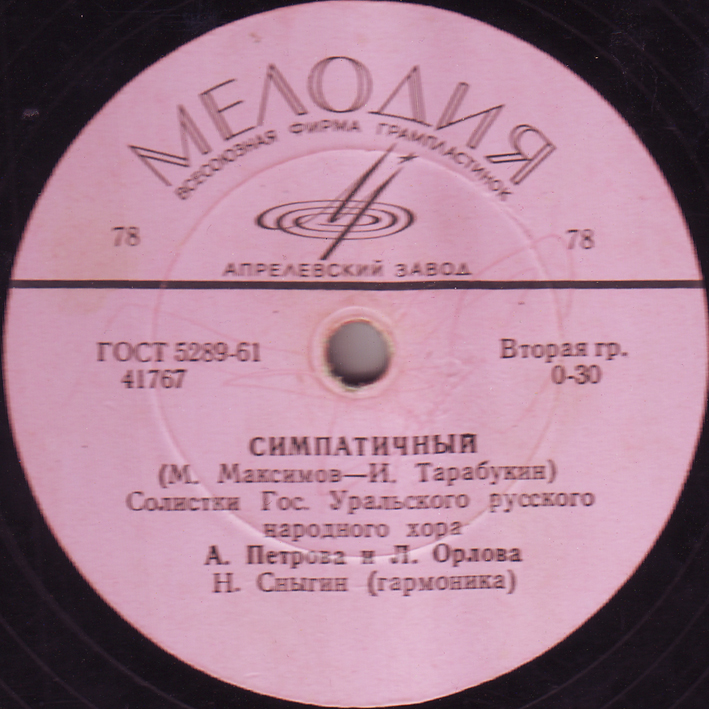 МЕЛОДИЯ
ВСЕСОЮЗНАЯ ФИРМА ГРАМПЛАСТИНОК
78 78
АПРЕЛЕВСКИЙ ЗАВОД
ГОСТ 5289-61 Вторая гр.
41767 0-30
СИМПАТИЧНЫЙ
(М. Максимов—И. Тарабукин)
Солистки Гос. Уральского русского
народного хора
А. Петрова и Л. Орлова
Н. Сныгин (гармоника)